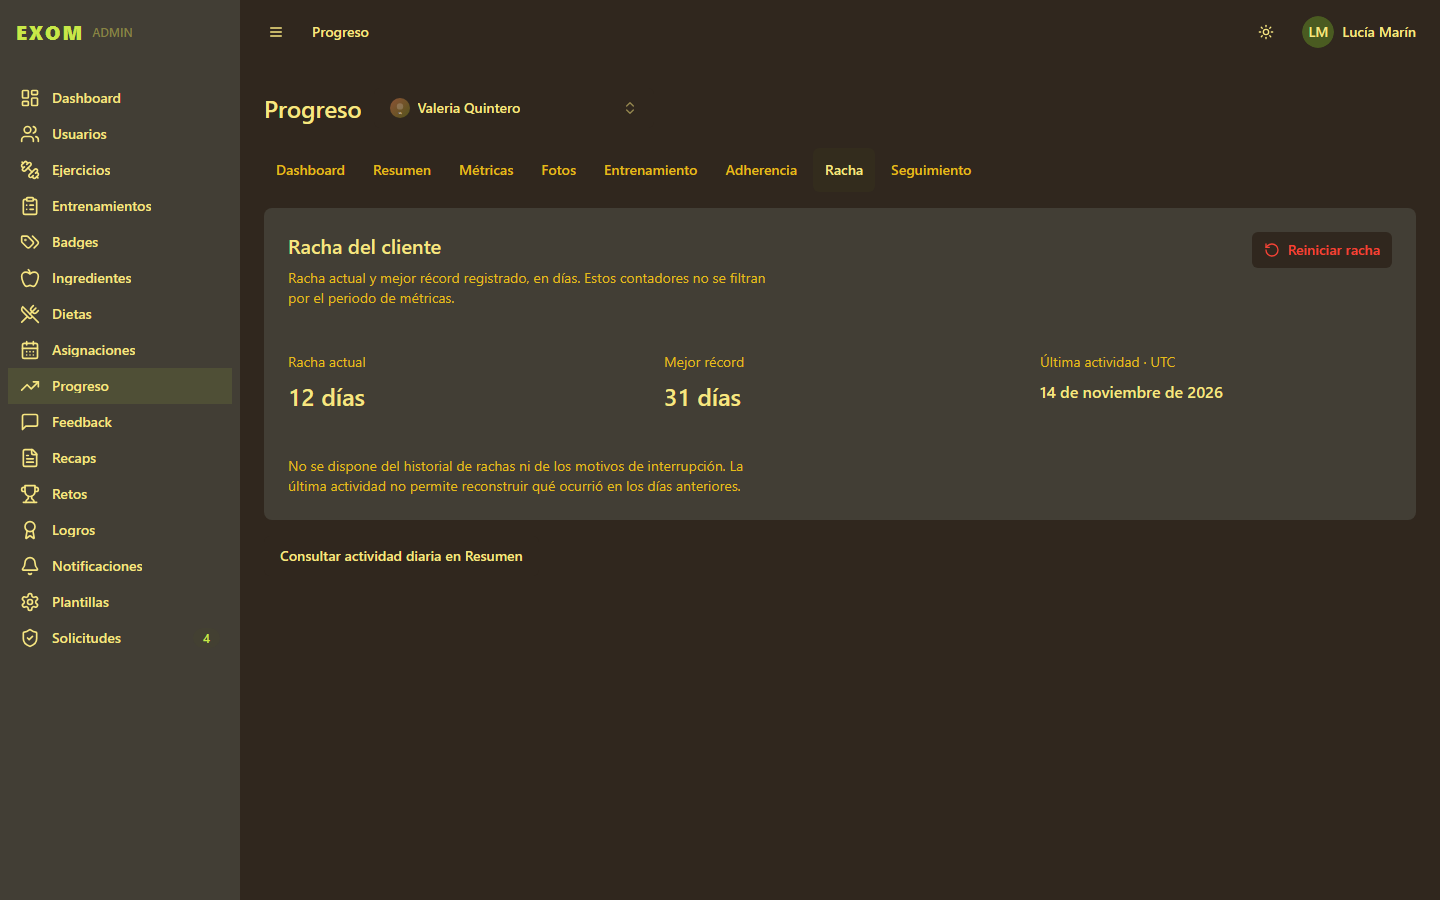 EXOM ADMIN
Progreso
LM Lucía Marín
Dashboard
Usuarios
Ejercicios
Entrenamientos
Badges
Ingredientes
Dietas
Asignaciones
Progreso
Feedback
Recaps
Retos
Logros
Notificaciones
Plantillas
Solicitudes 4
Progreso Valeria Quintero
Dashboard Resumen Métricas Fotos Entrenamiento Adherencia Racha Seguimiento
Racha del cliente
Reiniciar racha
Racha actual y mejor récord registrado, en días. Estos contadores no se filtran
por el periodo de métricas.
Racha actual
12 días
Mejor récord
31 días
Última actividad · UTC
14 de noviembre de 2026
No se dispone del historial de rachas ni de los motivos de interrupción. La
última actividad no permite reconstruir qué ocurrió en los días anteriores.
Consultar actividad diaria en Resumen